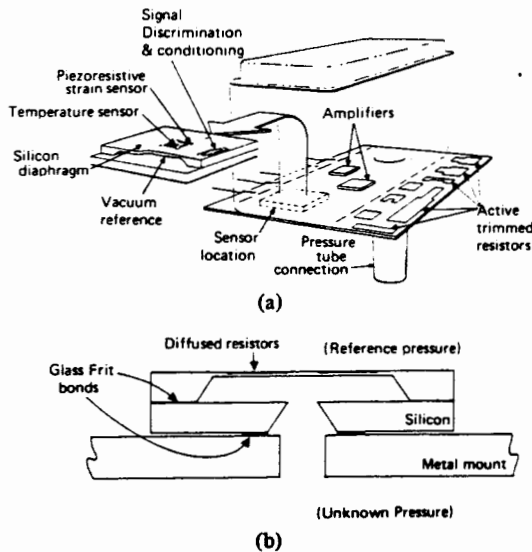 Signal
Discrimination
& conditioning
Piezoresistive
strain sensor
Temperature sensor
Silicon
diaphragm
Vacuum
reference
Amplifiers
Sensor
location
Pressure
tube
connection
Active
trimmed
resistors
(a)
Diffused resistors
(Reference pressure)
Glass Frit
bonds
Silicon
Metal mount
(Unknown Pressure)
(b)